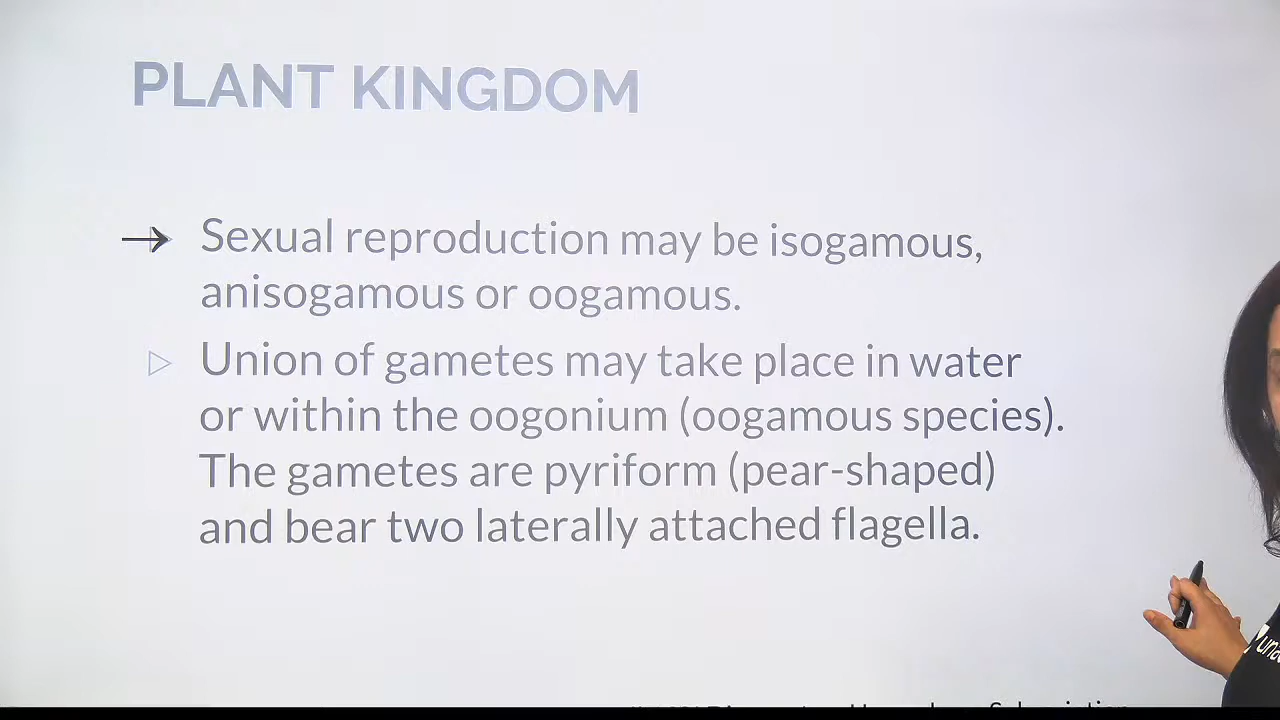 PLANT KINGDOM
Sexual reproduction may be isogamous,
anisogamous or oogamous.
Union of gametes may take place in water
or within the oogonium (oogamous species).
The gametes are pyriform (pear-shaped)
and bear two laterally attached flagella.